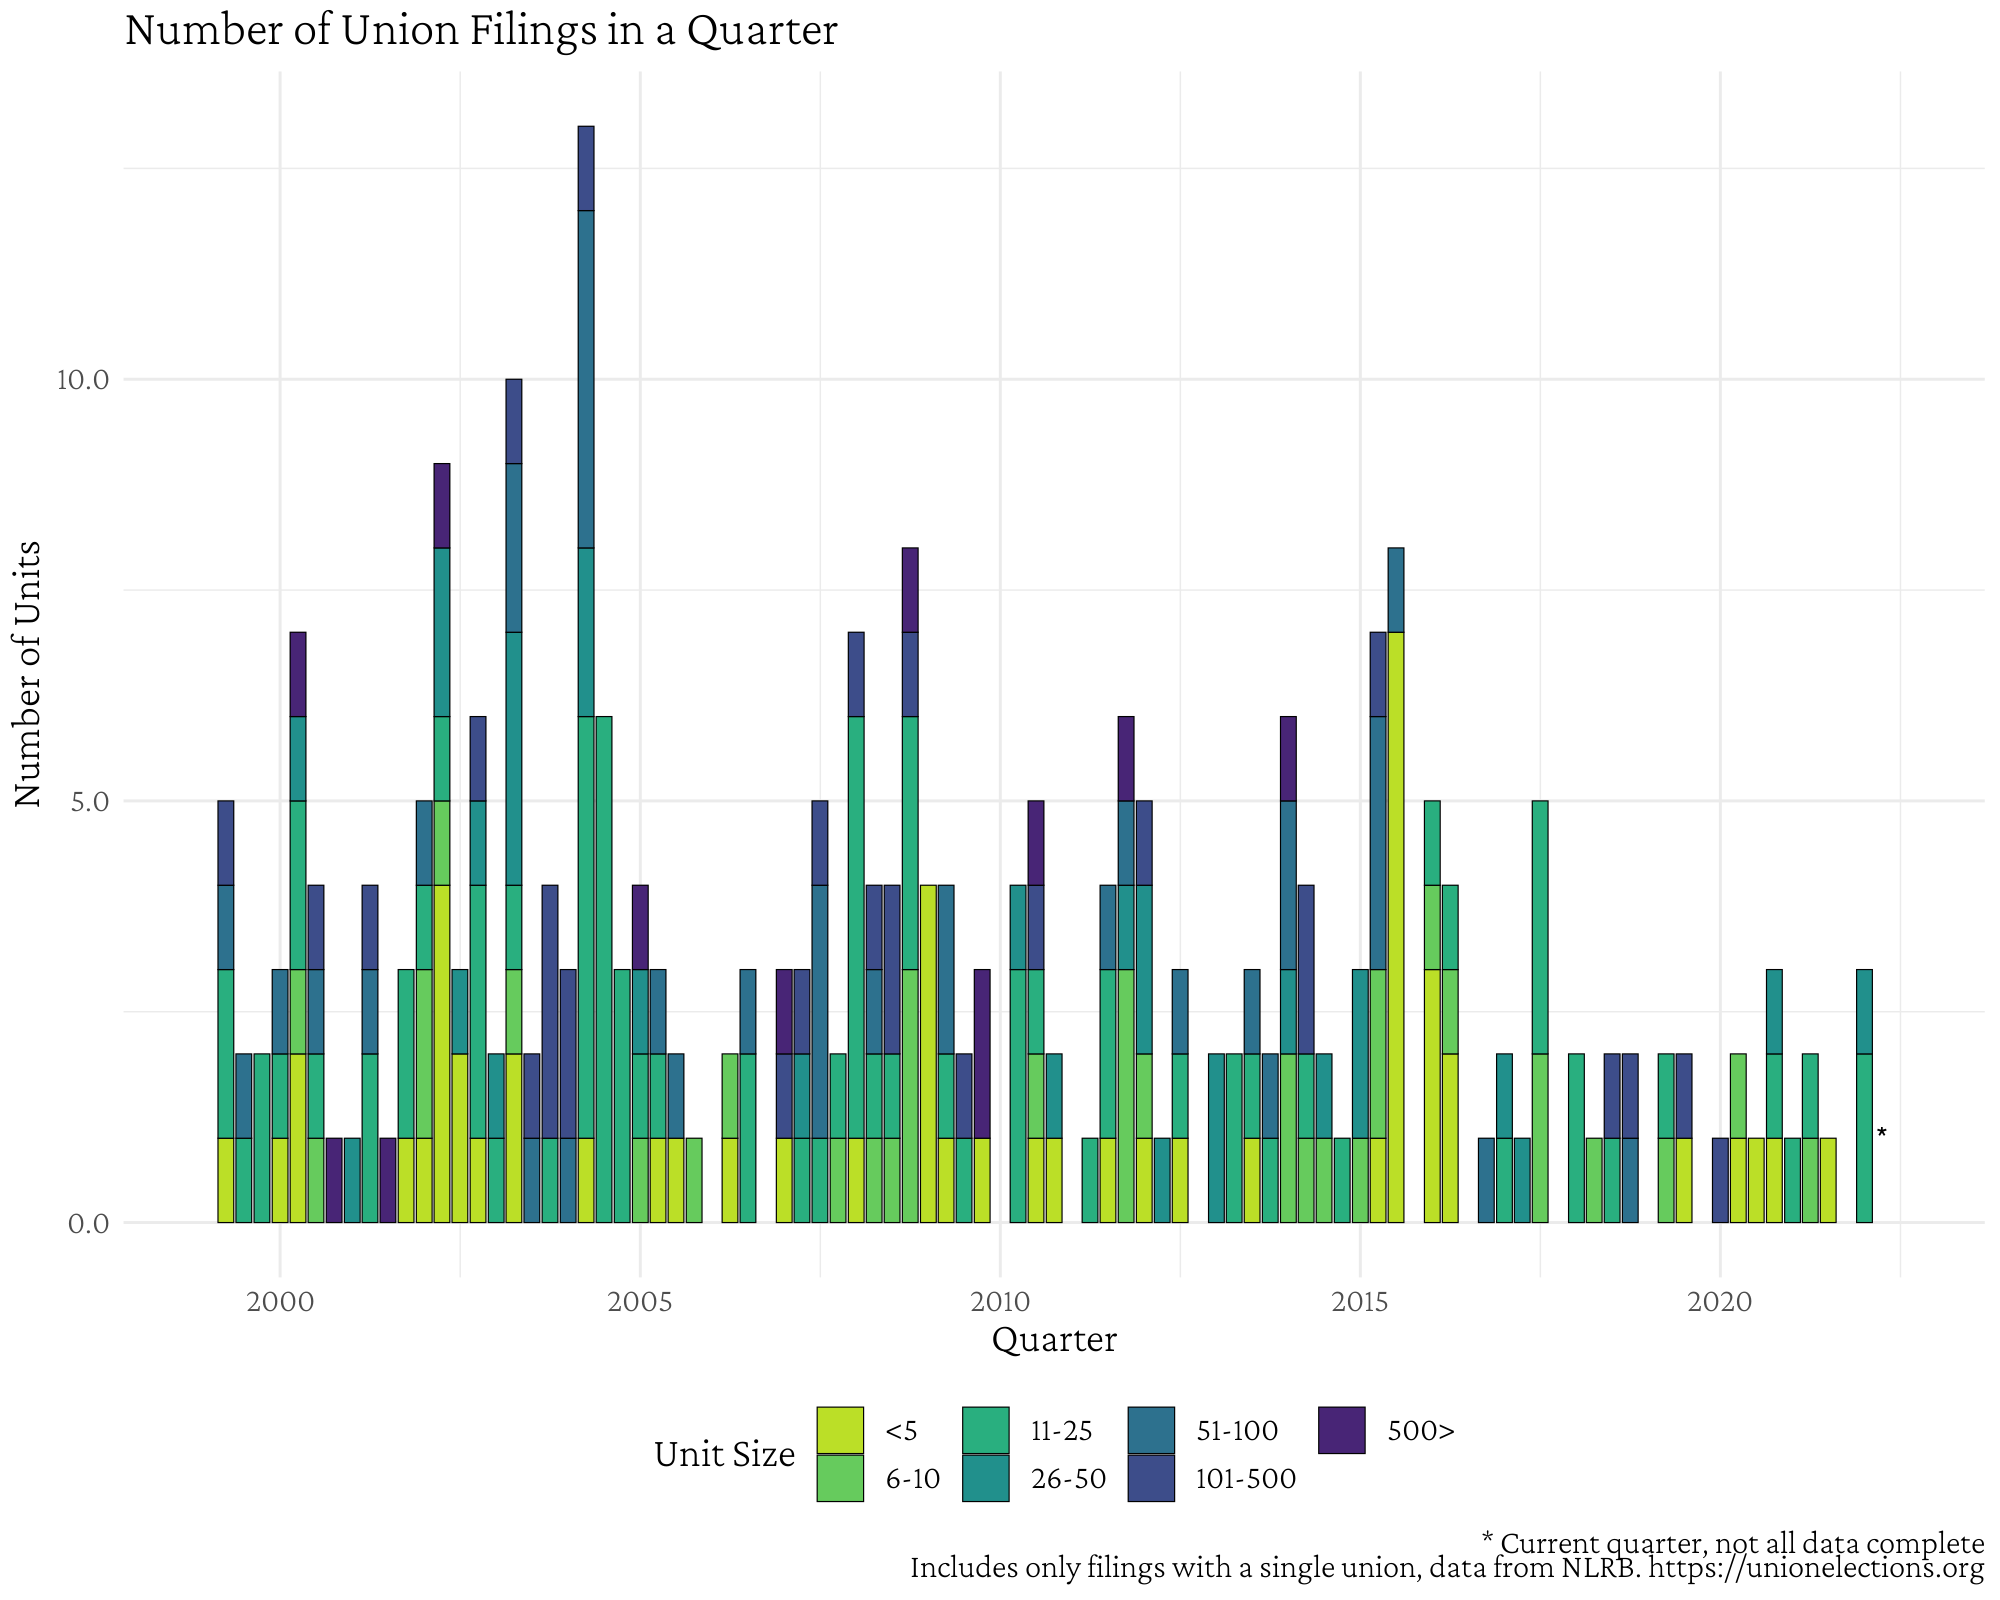 Number of Union Filings in a Quarter
Number of Units
10.0
5.0
0.0
2000 2005 2010 2015 2020
*
Quarter
Unit Size
<5 11-25 51-100 500>
6-10 26-50 101-500
* Current quarter, not all data complete
Includes only filings with a single union, data from NLRB. https://unionelections.org